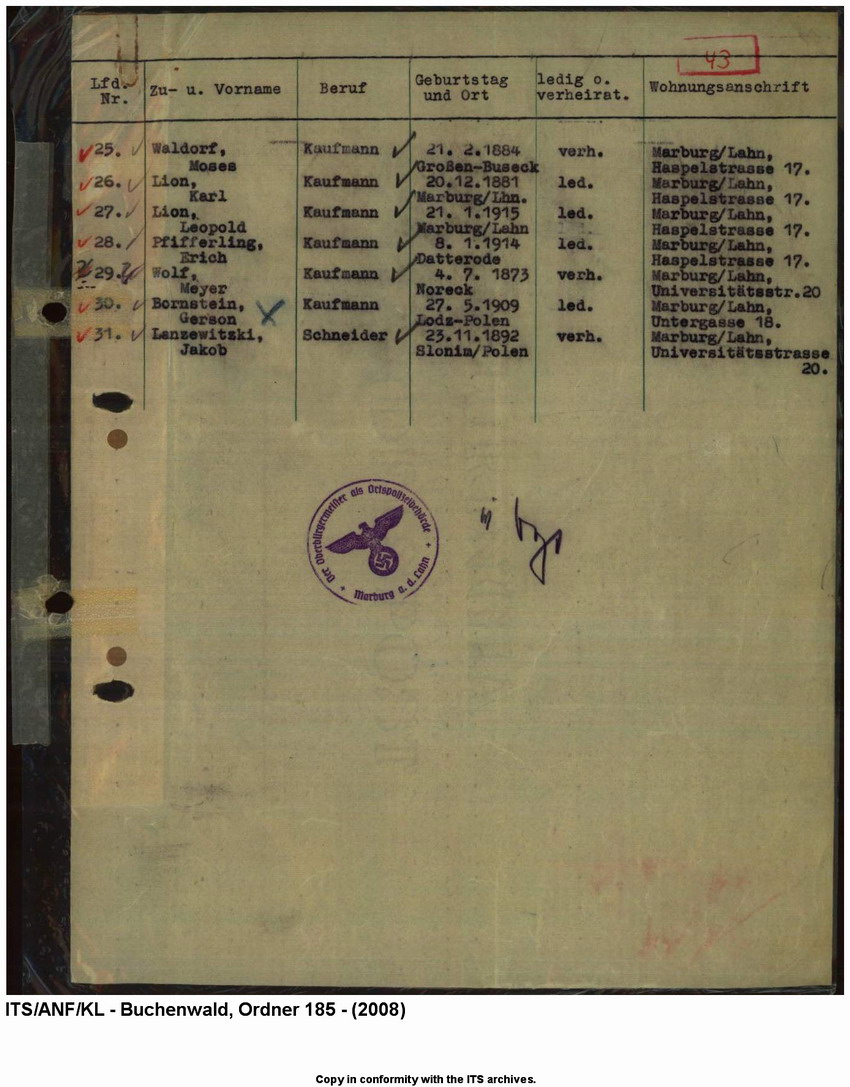 43
Lfd. Nr. Zu- u. Vorname Beruf Geburtstag und Ort ledig o. verheirat. Wohnungsanschrift
25. Waldorf, Kaufmann 21. 2.1884 verh. Marburg/Lahn,
Moses Großen-Buseck Haspelstrasse 17.
26. Lion, Kaufmann 20.12.1881 led. Marburg/Lahn,
Karl Marburg/Lhn. Haspelstrasse 17.
27. Lion, Kaufmann 21. 1.1915 led. Marburg/Lahn,
Leopold Marburg/Lahn Haspelstrasse 17.
28. Pfifferling, Kaufmann 8. 1.1914 led. Marburg/Lahn,
Erich Datterode Haspelstrasse 17.
29. Wolf, Kaufmann 4. 7. 1873 verh. Marburg/Lahn,
Meyer Noreck Universitätsstr.20
30. Bornstein, Kaufmann 27. 5.1909 led. Marburg/Lahn,
Gerson Lodz-Polen Untergasse 18.
31. Lanzewitzki, Schneider 23.11.1892 verh. Marburg/Lahn,
Jakob Slonim/Polen Universitätsstrasse
20.
Der Oberbürgermeister als Ortspolizeibehörde
+ Marburg a. d. Lahn +
ITS/ANF/KL - Buchenwald, Ordner 185 - (2008)
Copy in conformity with the ITS archives.